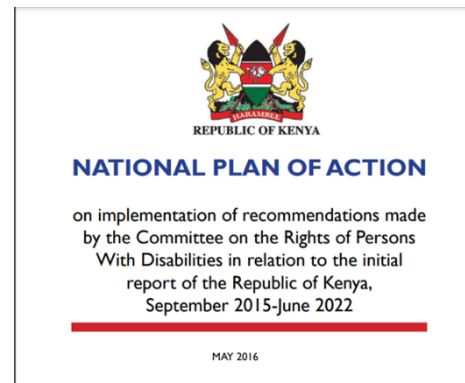 HARAMBEE
REPUBLIC OF KENYA
NATIONAL PLAN OF ACTION
on implementation of recommendations made
by the Committee on the Rights of Persons
With Disabilities in relation to the initial
report of the Republic of Kenya,
September 2015-June 2022
MAY 2016